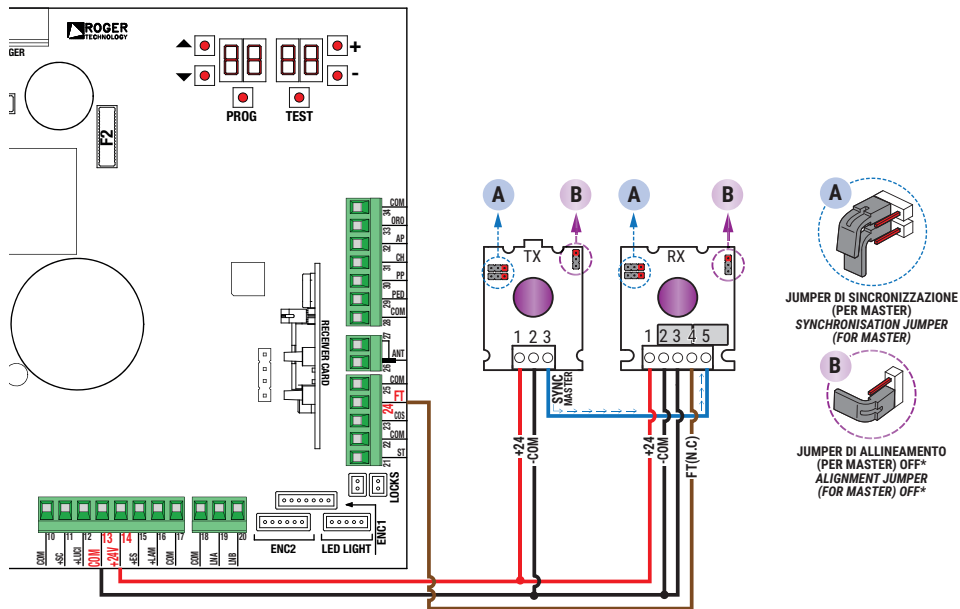 ROGER
TECHNOLOGY
GER
+
-
PROG
TEST
F2
COM
34
ORO
33
AP
32
CH
31
PP
30
PED
29
COM
28
27
ANT
26
COM
25
FT
24
COS
23
COM
22
ST
21
RECEIVER CARD
LOCKS
ENC1
ENC2
LED LIGHT
10
11
12
13
14
15
16
17
18
19
20
COM
+SC
+LUCI
COM
+24V
+ES
+LAM
COM
COM
LNA
LNB
A
B
A
B
TX
RX
1 2 3
1 2 3 4 5
SYNC
MASTER
+24
-COM
+24
-COM
FT(N.C)
A
JUMPER DI SINCRONIZZAZIONE
(PER MASTER)
SYNCHRONISATION JUMPER
(FOR MASTER)
B
JUMPER DI ALLINEAMENTO
(PER MASTER) OFF*
ALIGNMENT JUMPER
(FOR MASTER) OFF*